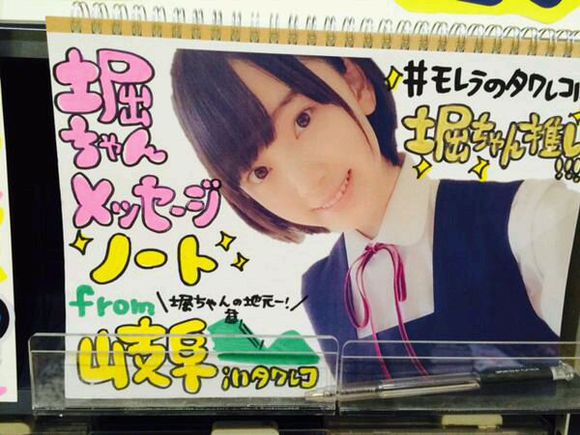 堀
ちゃん
メッセージ
ノート
from
\堀ちゃんの地元ー!/
岐阜 in タワレコ
#モレラのタワレコ
堀ちゃん推し
!!!